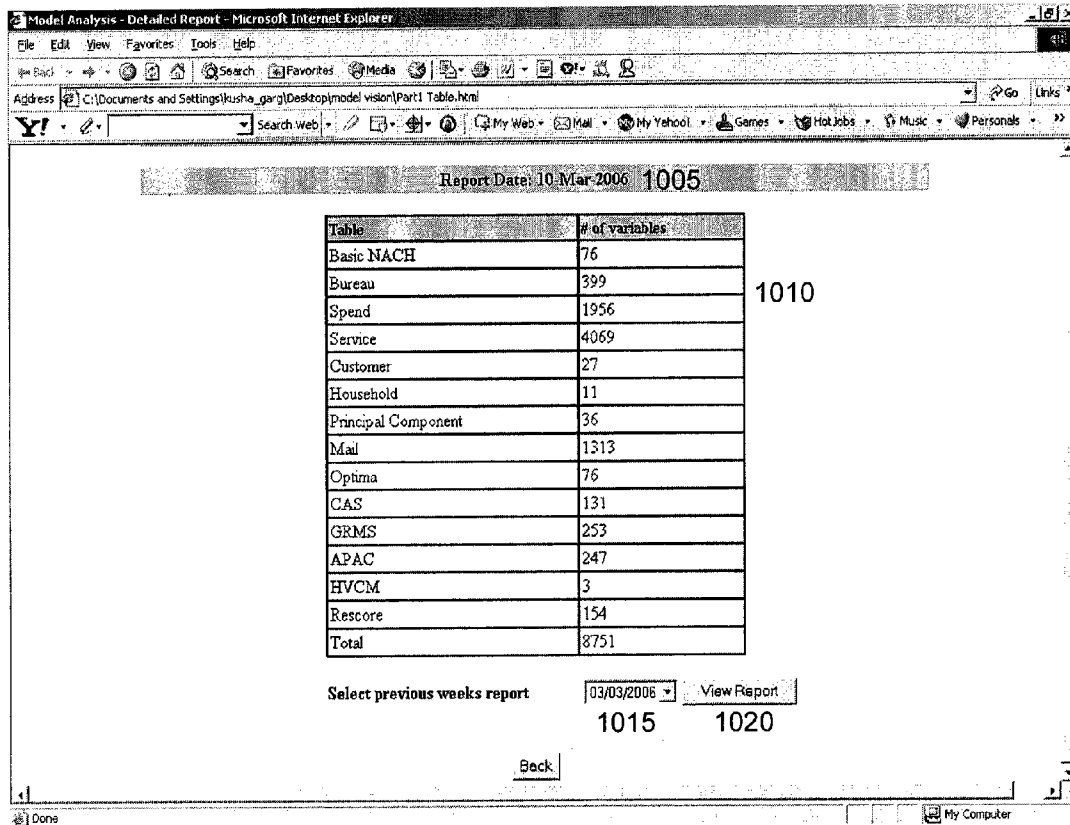 Model Analysis - Detailed Report - Microsoft Internet Explorer
File Edit View Favorites Tools Help
Back Search Favorites Media
Address C:\Documents and Settings\kusha_garg\Desktop\model vision\Part1 Table.html Go Links »
Y! Search Web My Web Mail My Yahoo! Games HotJobs Music Personals »
Report Date: 10-Mar-2006 1005
Table # of variables
Basic NACH 76
Bureau 399
1010
Spend 1956
Service 4069
Customer 27
Household 11
Principal Component 36
Mail 1313
Optima 76
CAS 131
GRMS 253
APAC 247
HVCM 3
Rescore 154
Total 8751
Select previous weeks report 03/03/2006 View Report
1015 1020
Back
Done My Computer